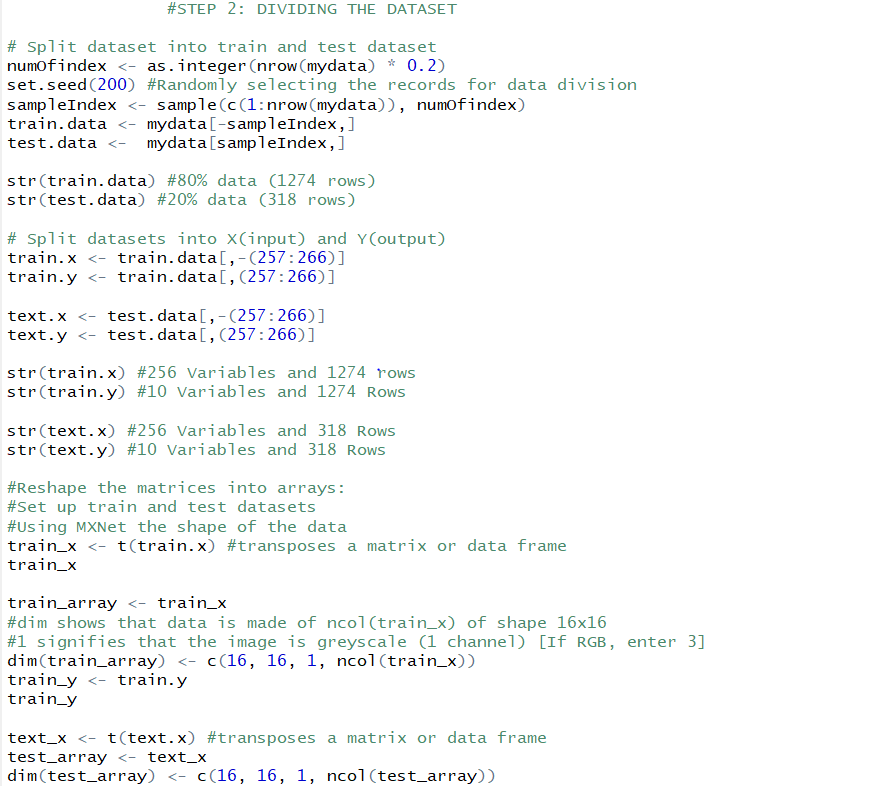 #STEP 2: DIVIDING THE DATASET
# Split dataset into train and test dataset
numOfindex <- as.integer(nrow(mydata) * 0.2)
set.seed(200) #Randomly selecting the records for data division
sampleIndex <- sample(c(1:nrow(mydata)), numOfindex)
train.data <- mydata[-sampleIndex,]
test.data <-  mydata[sampleIndex,]
str(train.data) #80% data (1274 rows)
str(test.data) #20% data (318 rows)
# Split datasets into X(input) and Y(output)
train.x <- train.data[,-(257:266)]
train.y <- train.data[,(257:266)]
text.x <- test.data[,-(257:266)]
text.y <- test.data[,(257:266)]
str(train.x) #256 Variables and 1274 rows
str(train.y) #10 Variables and 1274 Rows
str(text.x) #256 Variables and 318 Rows
str(text.y) #10 Variables and 318 Rows
#Reshape the matrices into arrays:
#Set up train and test datasets
#Using MXNet the shape of the data
train_x <- t(train.x) #transposes a matrix or data frame
train_x
train_array <- train_x
#dim shows that data is made of ncol(train_x) of shape 16x16
#1 signifies that the image is greyscale (1 channel) [If RGB, enter 3]
dim(train_array) <- c(16, 16, 1, ncol(train_x))
train_y <- train.y
train_y
text_x <- t(text.x) #transposes a matrix or data frame
test_array <- text_x
dim(test_array) <- c(16, 16, 1, ncol(test_array))